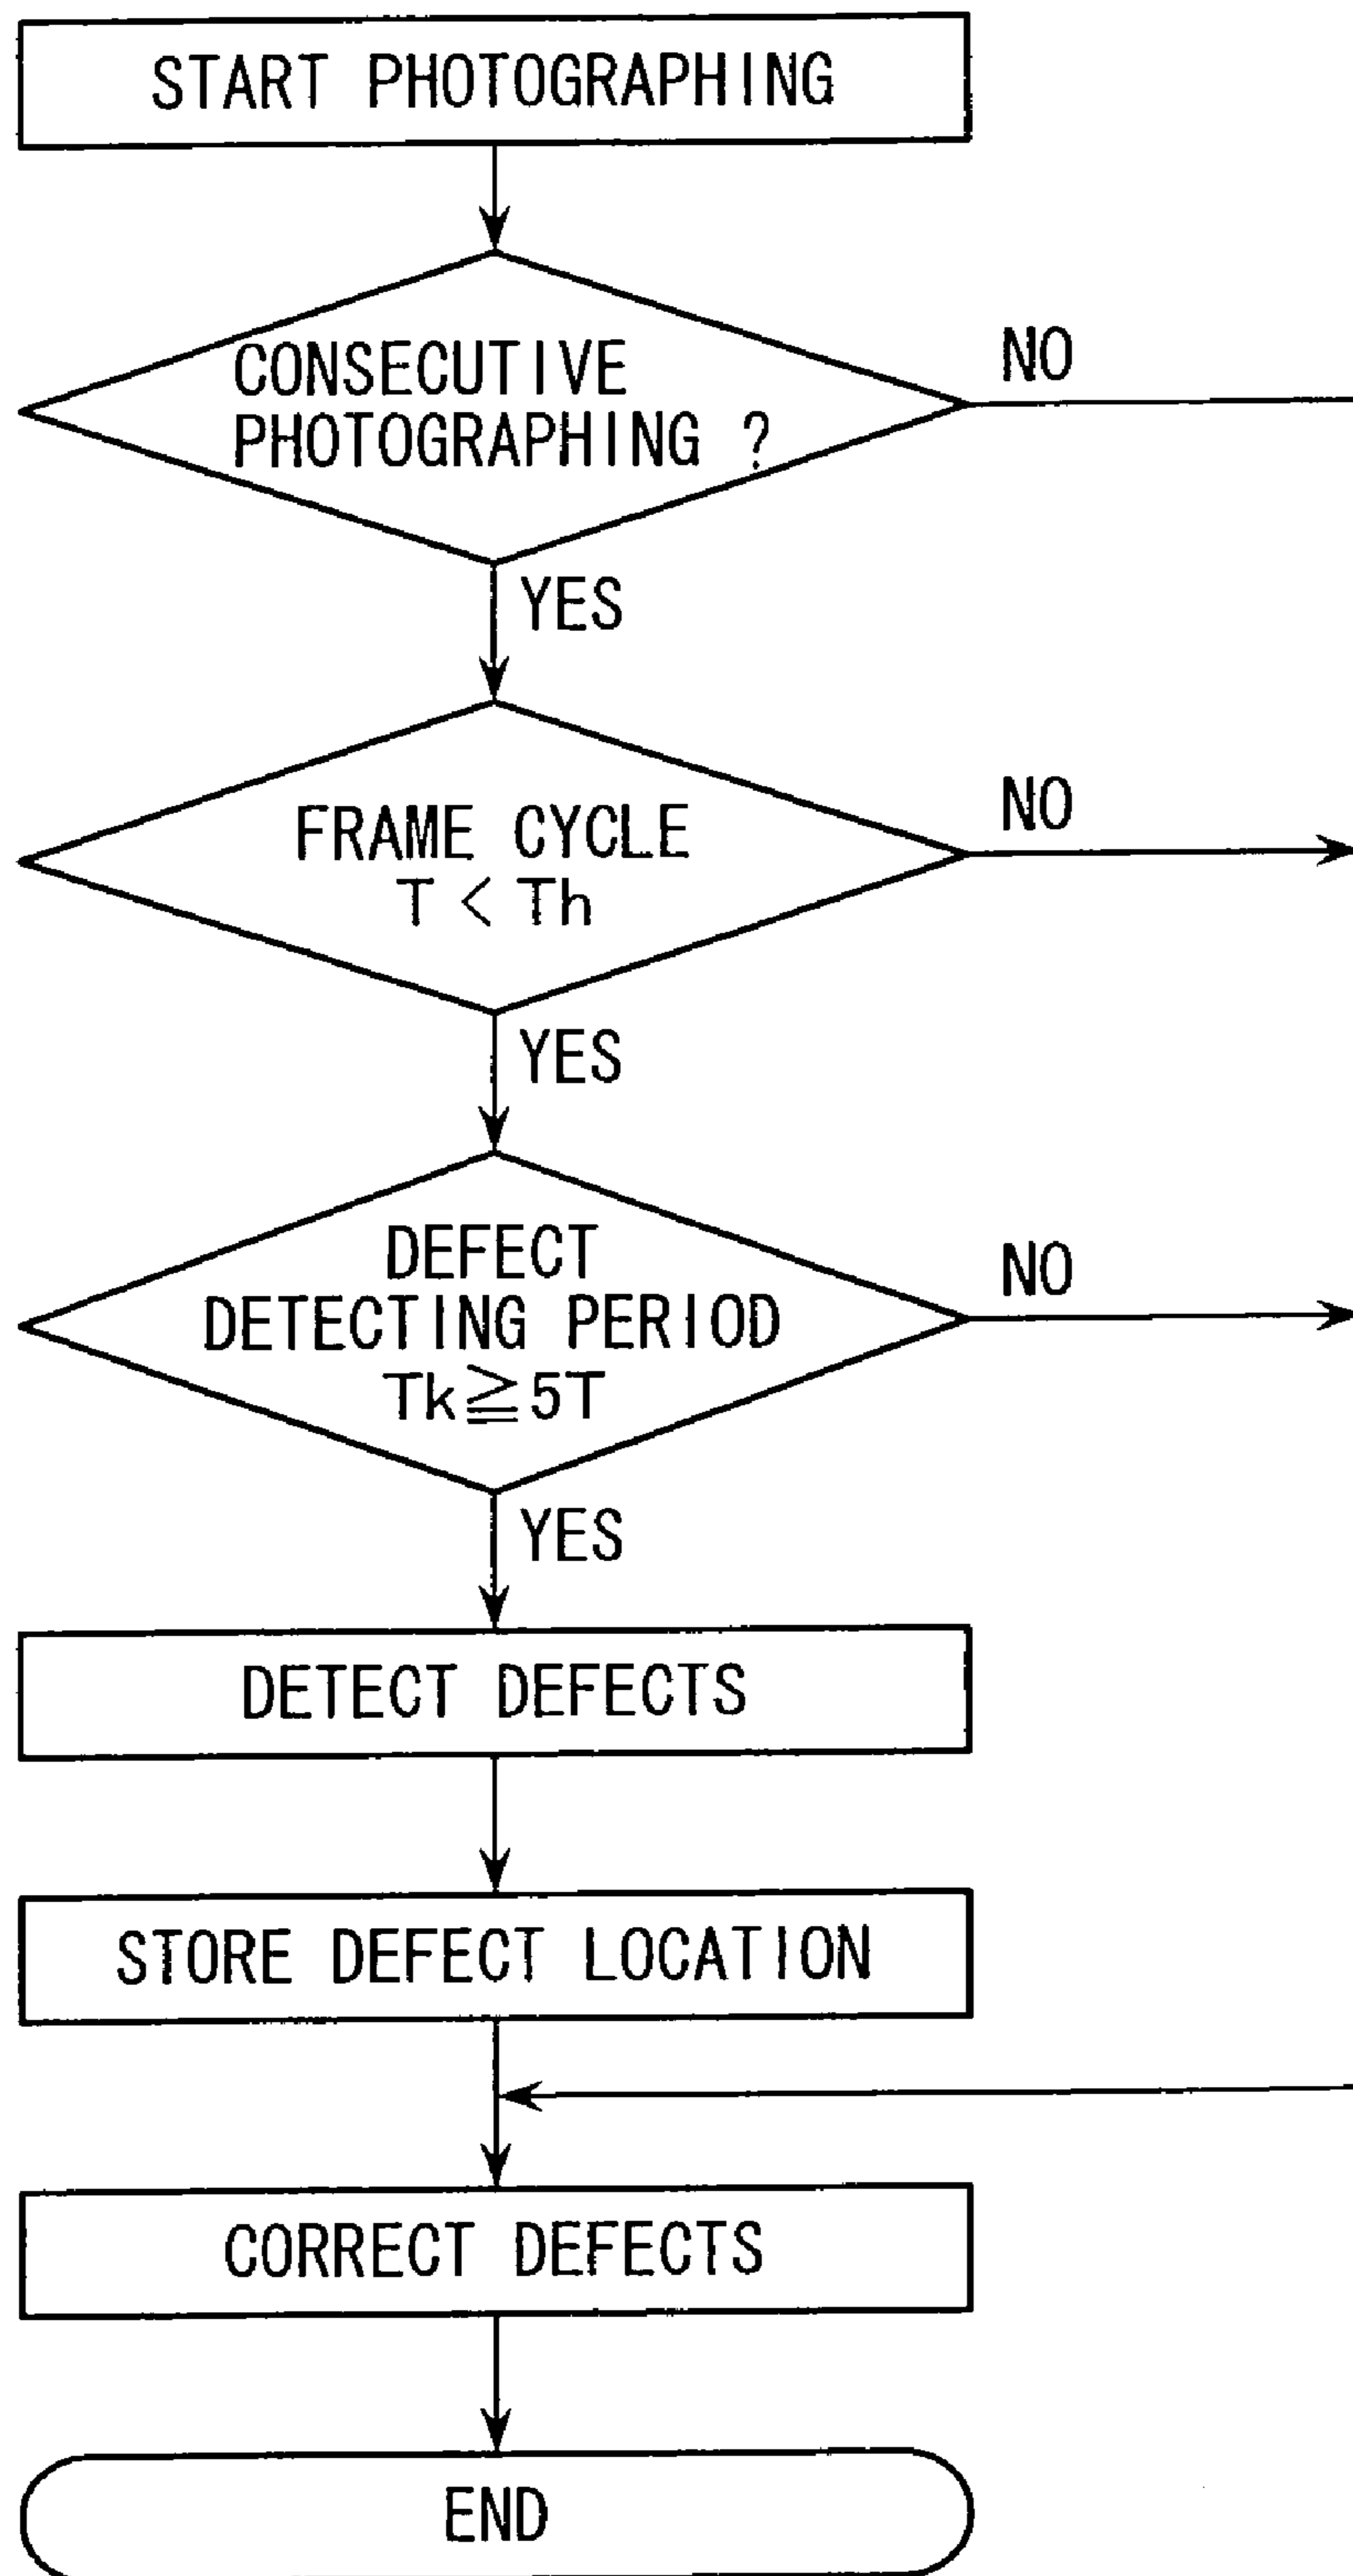 START PHOTOGRAPHING
CONSECUTIVE
PHOTOGRAPHING ?
NO
YES
FRAME CYCLE
T < Th
NO
YES
DEFECT
DETECTING PERIOD
Tk≧5T
NO
YES
DETECT DEFECTS
STORE DEFECT LOCATION
CORRECT DEFECTS
END